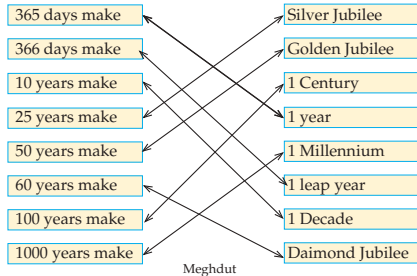 365 days make
366 days make
10 years make
25 years make
50 years make
60 years make
100 years make
1000 years make
Silver Jubilee
Golden Jubilee
1 Century
1 year
1 Millennium
1 leap year
1 Decade
Daimond Jubilee
Meghdut